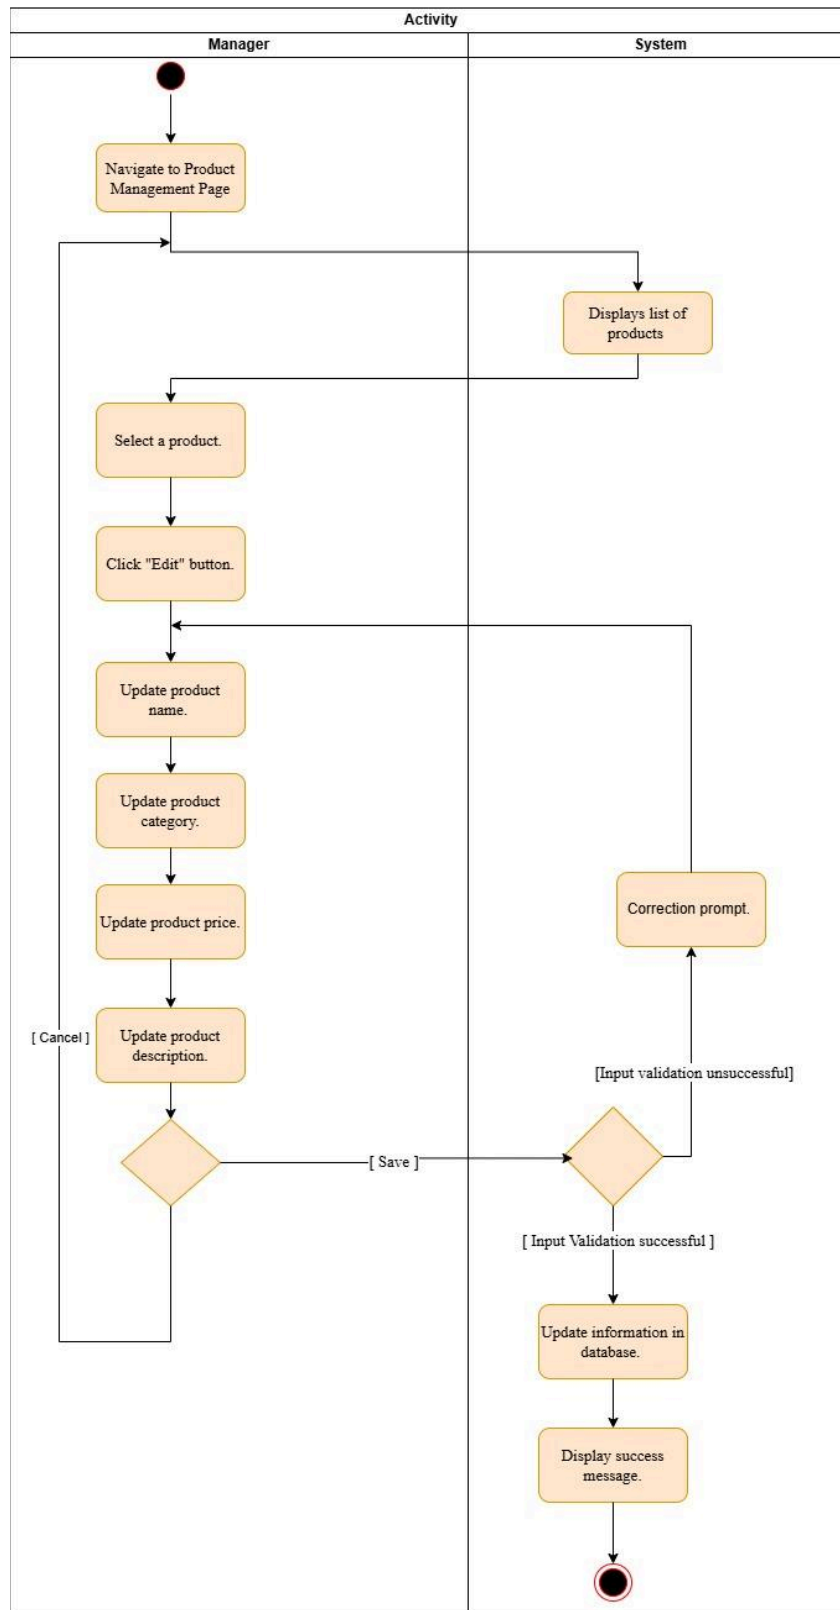 Activity
Manager
System
Navigate to Product
Management Page
Displays list of
products
Select a product.
Click "Edit" button.
Update product
name.
Update product
category.
Update product price.
Correction prompt.
Update product
description.
[ Cancel ]
[Input validation unsuccessful]
[ Save ]
[ Input Validation successful ]
Update information in
database.
Display success
message.